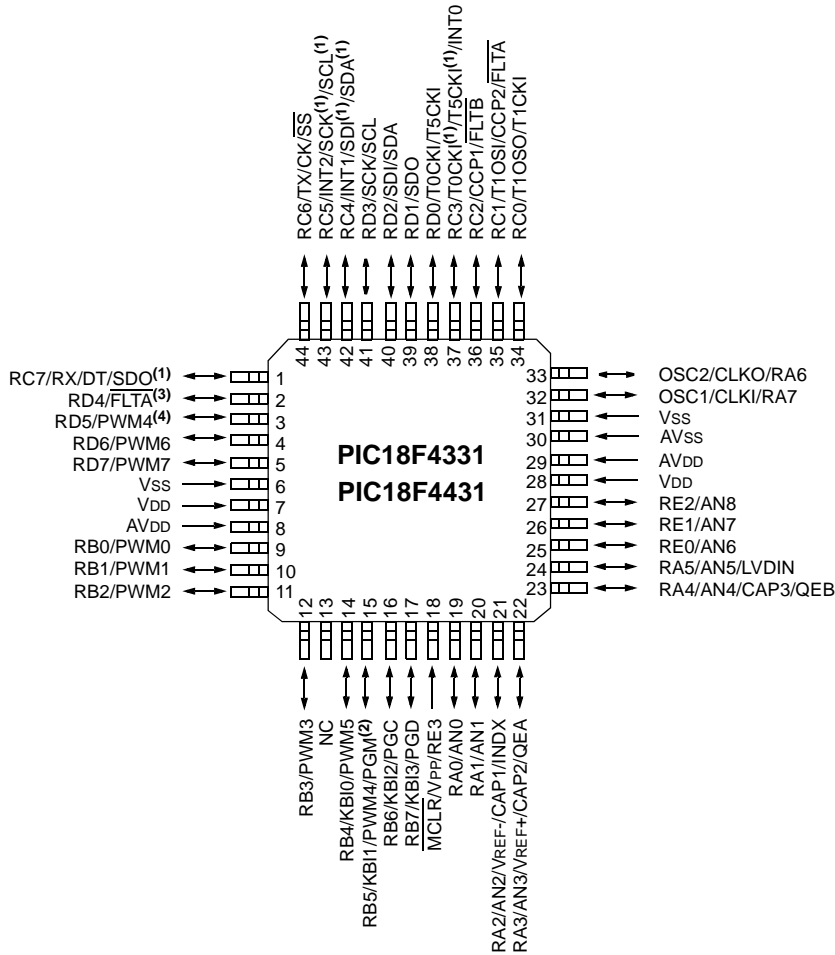 RC6/TX/CK/SS
RC5/INT2/SCK(1)/SCL(1)
RC4/INT1/SDI(1)/SDA(1)
RD3/SCK/SCL
RD2/SDI/SDA
RD1/SDO
RD0/T0CKI/T5CKI
RC3/T0CKI(1)/T5CKI(1)/INT0
RC2/CCP1/FLTB
RC1/T1OSI/CCP2/FLTA
RC0/T1OSO/T1CKI
44
43
42
41
40
39
38
37
36
35
34
RC7/RX/DT/SDO(1) 1
RD4/FLTA(3) 2
RD5/PWM4(4) 3
RD6/PWM6 4
RD7/PWM7 5
VSS 6
VDD 7
AVDD 8
RB0/PWM0 9
RB1/PWM1 10
RB2/PWM2 11
PIC18F4331
PIC18F4431
33 OSC2/CLKO/RA6
32 OSC1/CLKI/RA7
31 VSS
30 AVSS
29 AVDD
28 VDD
27 RE2/AN8
26 RE1/AN7
25 RE0/AN6
24 RA5/AN5/LVDIN
23 RA4/AN4/CAP3/QEB
12
13
14
15
16
17
18
19
20
21
22
RB3/PWM3
NC
RB4/KBI0/PWM5
RB5/KBI1/PWM4/PGM(2)
RB6/KBI2/PGC
RB7/KBI3/PGD
MCLR/VPP/RE3
RA0/AN0
RA1/AN1
RA2/AN2/VREF-/CAP1/INDX
RA3/AN3/VREF+/CAP2/QEA